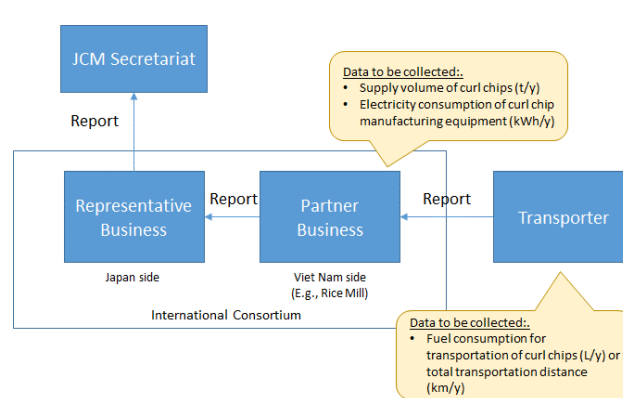 JCM Secretariat
Data to be collected:.
• Supply volume of curl chips (t/y)
• Electricity consumption of curl chip
manufacturing equipment (kWh/y)
Report
Representative
Business
Report
Partner
Business
Report
Transporter
Japan side
Viet Nam side
(E.g., Rice Mill)
International Consortium
Data to be collected:.
• Fuel consumption for
transportation of curl chips (L/y) or
total transportation distance
(km/y)